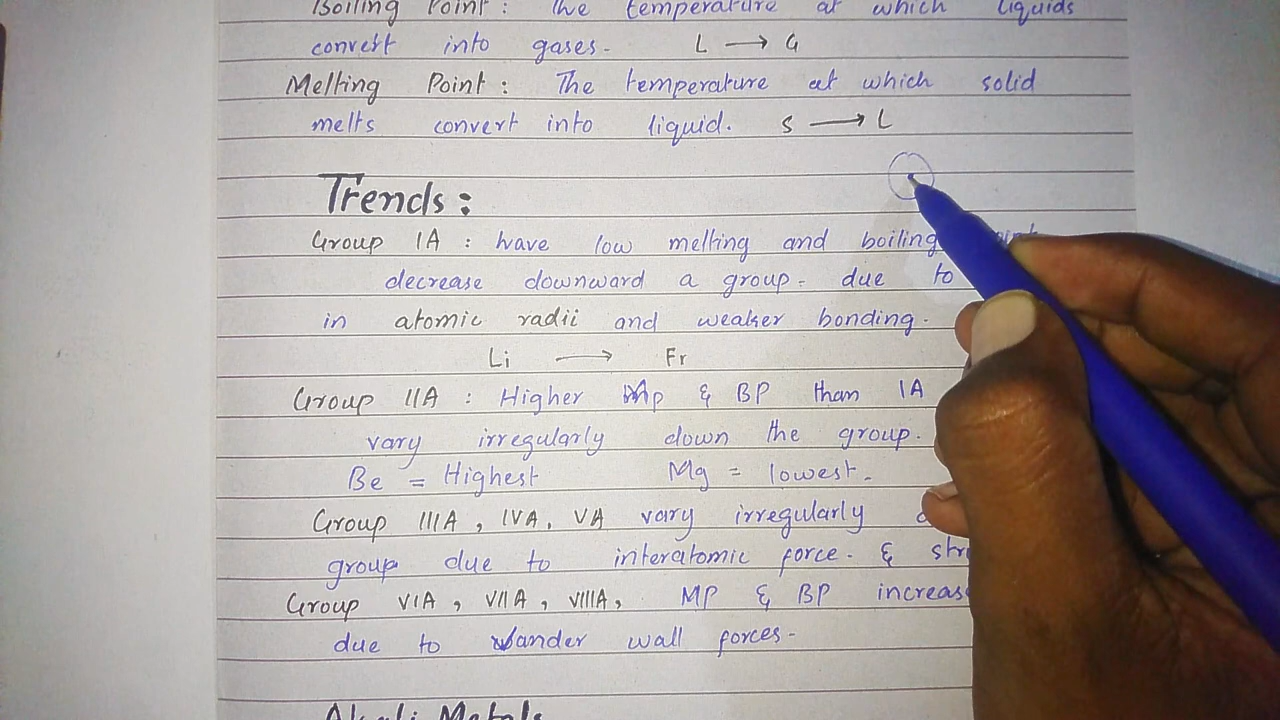 Boiling Point : The temperature at which liquids
convert into gases- L → G
Melting Point : The temperature at which solid
melts convert into liquid. S → L
Trends:
Group IA : have low melting and boiling
decrease downward a group- due to
in atomic radii and weaker bonding.
Li → Fr
Group IIA : Higher Mp & BP than IA
vary irregularly down the group.
Be = Highest Mg = lowest.
Group IIIA , IVA, VA vary irregularly
group due to interatomic force. &
Group VIA , VIIA , VIIIA, MP & BP increase
due to vander wall forces-
Alkali Metals